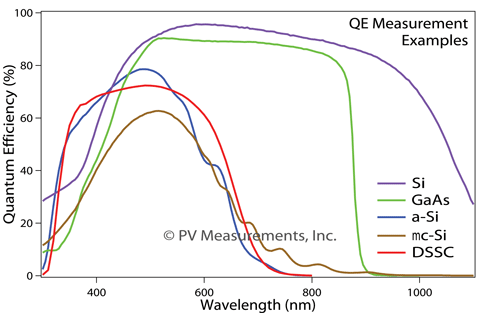 QE Measurement
Examples
100
80
60
40
20
0
Quantum Efficiency (%)
Si
GaAs
a-Si
mc-Si
DSSC
© PV Measurements, Inc.
400
600
800
1000
Wavelength (nm)